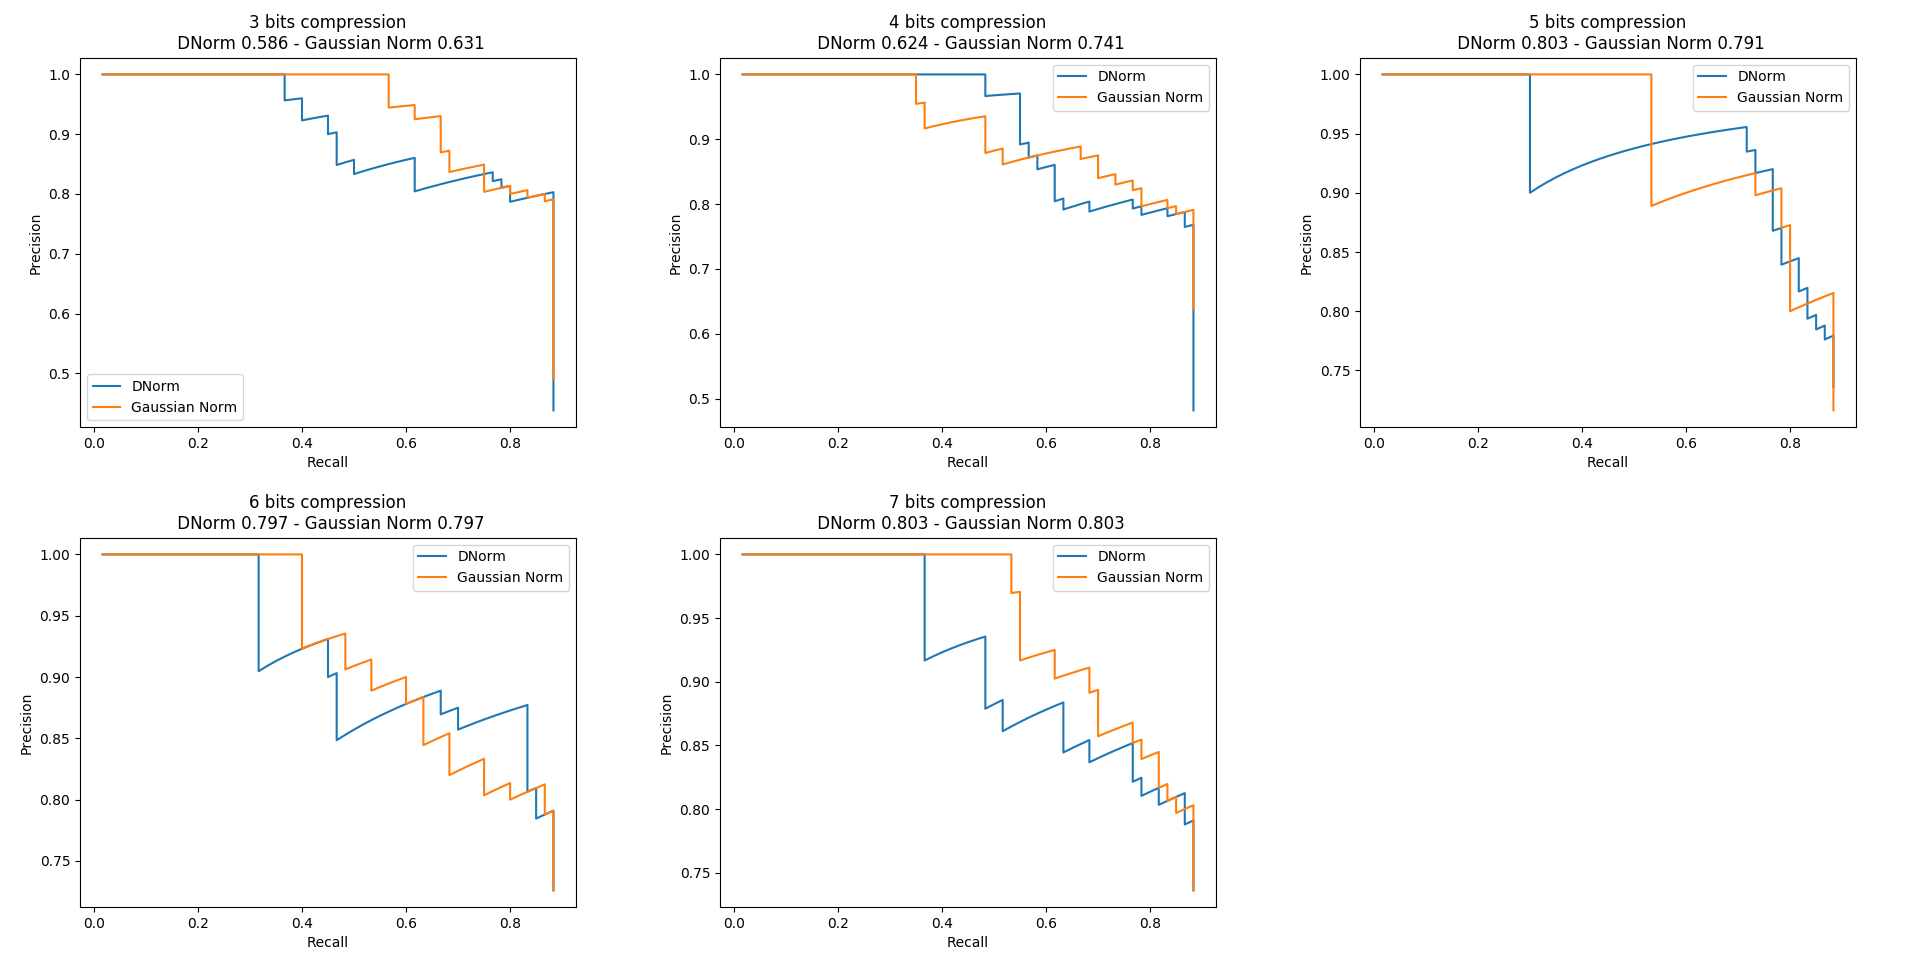 3 bits compression
DNorm 0.586 - Gaussian Norm 0.631
1.0
0.9
0.8
0.7
0.6
0.5
Precision
DNorm
Gaussian Norm
0.0 0.2 0.4 0.6 0.8
Recall
4 bits compression
DNorm 0.624 - Gaussian Norm 0.741
1.0
0.9
0.8
0.7
0.6
0.5
Precision
DNorm
Gaussian Norm
0.0 0.2 0.4 0.6 0.8
Recall
5 bits compression
DNorm 0.803 - Gaussian Norm 0.791
1.00
0.95
0.90
0.85
0.80
0.75
Precision
DNorm
Gaussian Norm
0.0 0.2 0.4 0.6 0.8
Recall
6 bits compression
DNorm 0.797 - Gaussian Norm 0.797
1.00
0.95
0.90
0.85
0.80
0.75
Precision
DNorm
Gaussian Norm
0.0 0.2 0.4 0.6 0.8
Recall
7 bits compression
DNorm 0.803 - Gaussian Norm 0.803
1.00
0.95
0.90
0.85
0.80
0.75
Precision
DNorm
Gaussian Norm
0.0 0.2 0.4 0.6 0.8
Recall